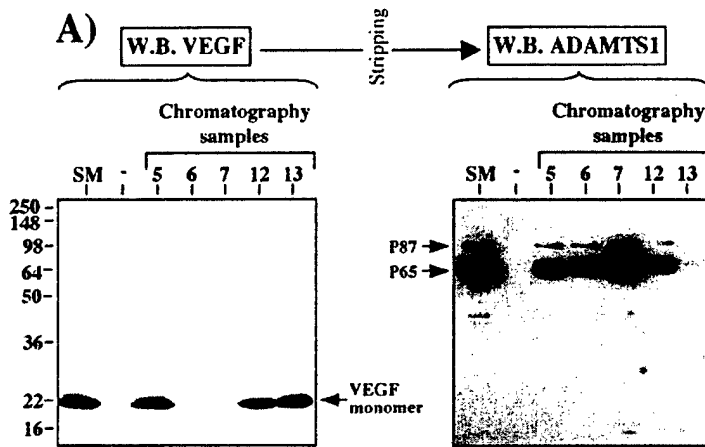 A)
W.B. VEGF
Stripping
W.B. ADAMTS1
Chromatography
samples
SM - 5 6 7 12 13
250
148
98
64
50
36
22
16
VEGF
monomer
Chromatography
samples
SM - 5 6 7 12 13
P87
P65